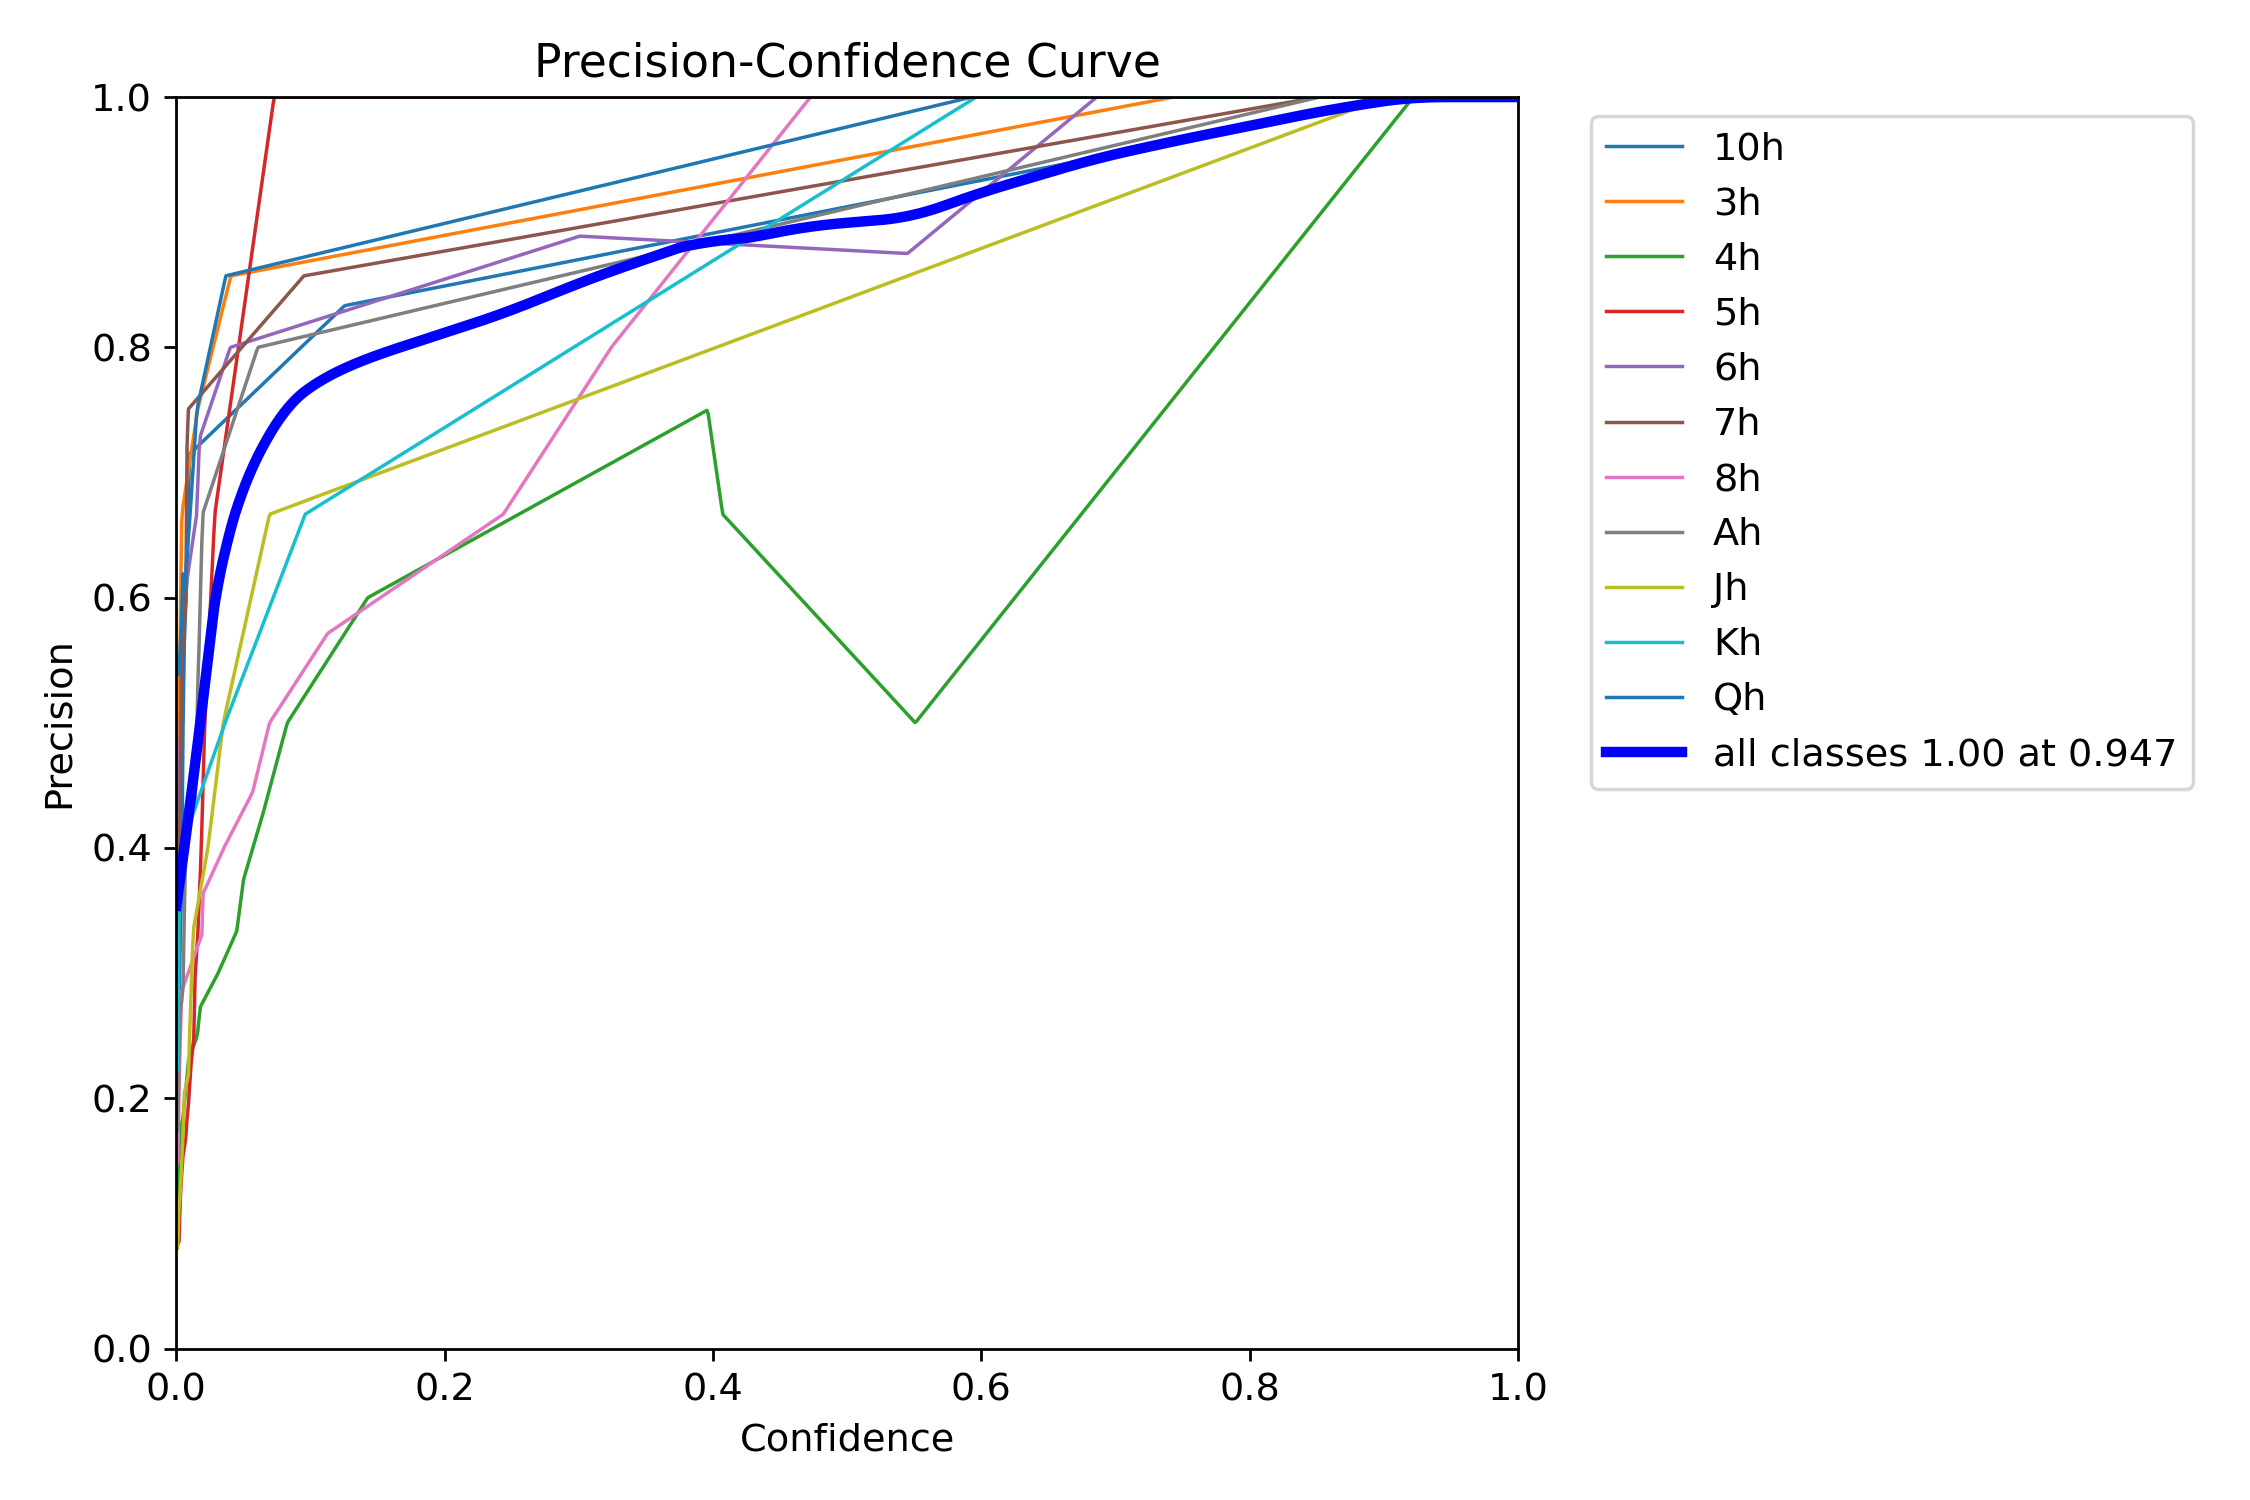 Precision-Confidence Curve
1.0
0.8
0.6
0.4
0.2
0.0
Precision
0.0 0.2 0.4 0.6 0.8 1.0
Confidence
10h
3h
4h
5h
6h
7h
8h
Ah
Jh
Kh
Qh
all classes 1.00 at 0.947